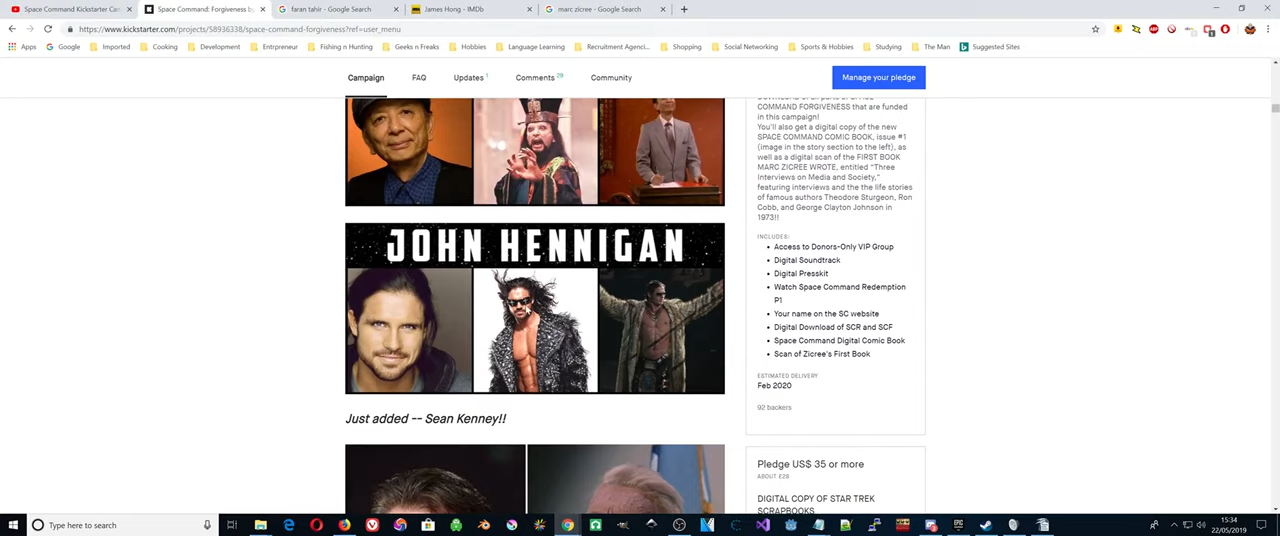 Space Command Kickstarter Can
Space Command: Forgiveness by
faran tahir - Google Search
James Hong - IMDb
marc zicree - Google Search
https://www.kickstarter.com/projects/58936338/space-command-forgiveness?ref=user_menu
Apps Google Imported Cooking Development Entrpreneur Fishing n Hunting Geeks n Freaks Hobbies Language Learning Recruitment Agenci... Shopping Social Networking Sports & Hobbies Studying The Man Suggested Sites
Campaign FAQ Updates 1 Comments 28 Community
Manage your pledge
JOHN HENNIGAN
Just added -- Sean Kenney!!
COMMAND FORGIVENESS that are funded
in this campaign!
You'll also get a digital copy of the new
SPACE COMMAND COMIC BOOK, issue #1
(image in the story section to the left), as
well as a digital scan of the FIRST BOOK
MARC ZICREE WROTE, entitled "Three
Interviews on Media and Society,"
featuring interviews and the the life stories
of famous authors Theodore Sturgeon, Ron
Cobb, and George Clayton Johnson in
1973!!
INCLUDES:
Access to Donors-Only VIP Group
Digital Soundtrack
Digital Presskit
Watch Space Command Redemption
P1
Your name on the SC website
Digital Download of SCR and SCF
Space Command Digital Comic Book
Scan of Zicree's First Book
ESTIMATED DELIVERY
Feb 2020
92 backers
Pledge US$ 35 or more
ABOUT £28
DIGITAL COPY OF STAR TREK
SCRAPBOOKS
Type here to search
15:34
22/05/2019